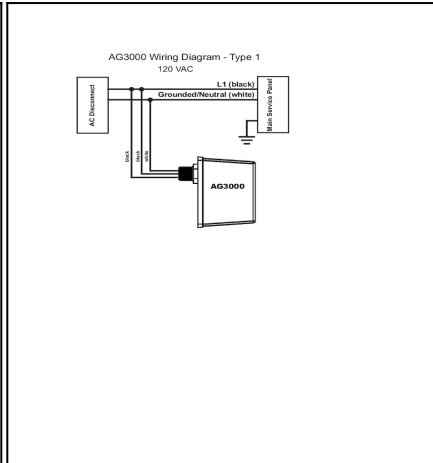 AG3000 Wiring Diagram - Type 1
120 VAC
L1 (black)
Grounded/Neutral (white)
AC Disconnect
Main Service Panel
black
black
white
AG3000